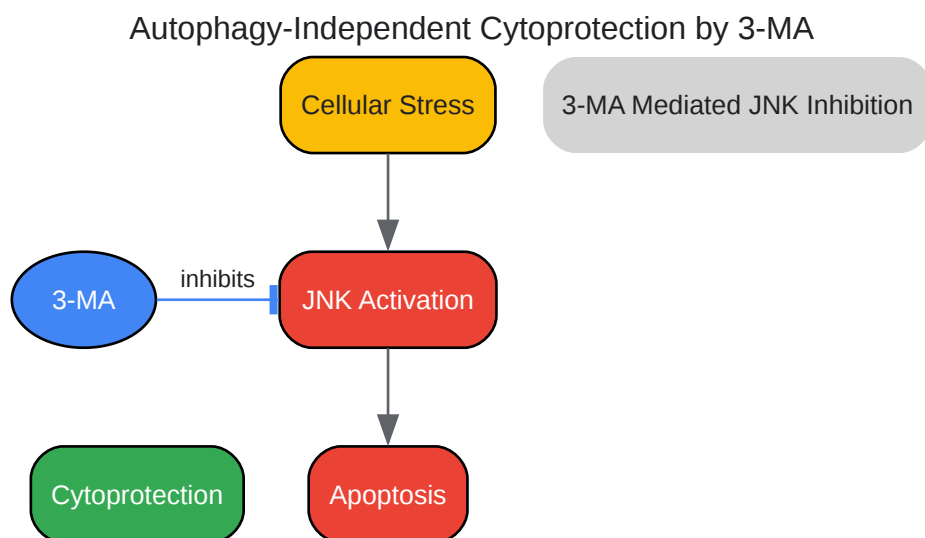 Autophagy-Independent Cytoprotection by 3-MA
Cellular Stress
3-MA Mediated JNK Inhibition
inhibits
3-MA
JNK Activation
Cytoprotection
Apoptosis